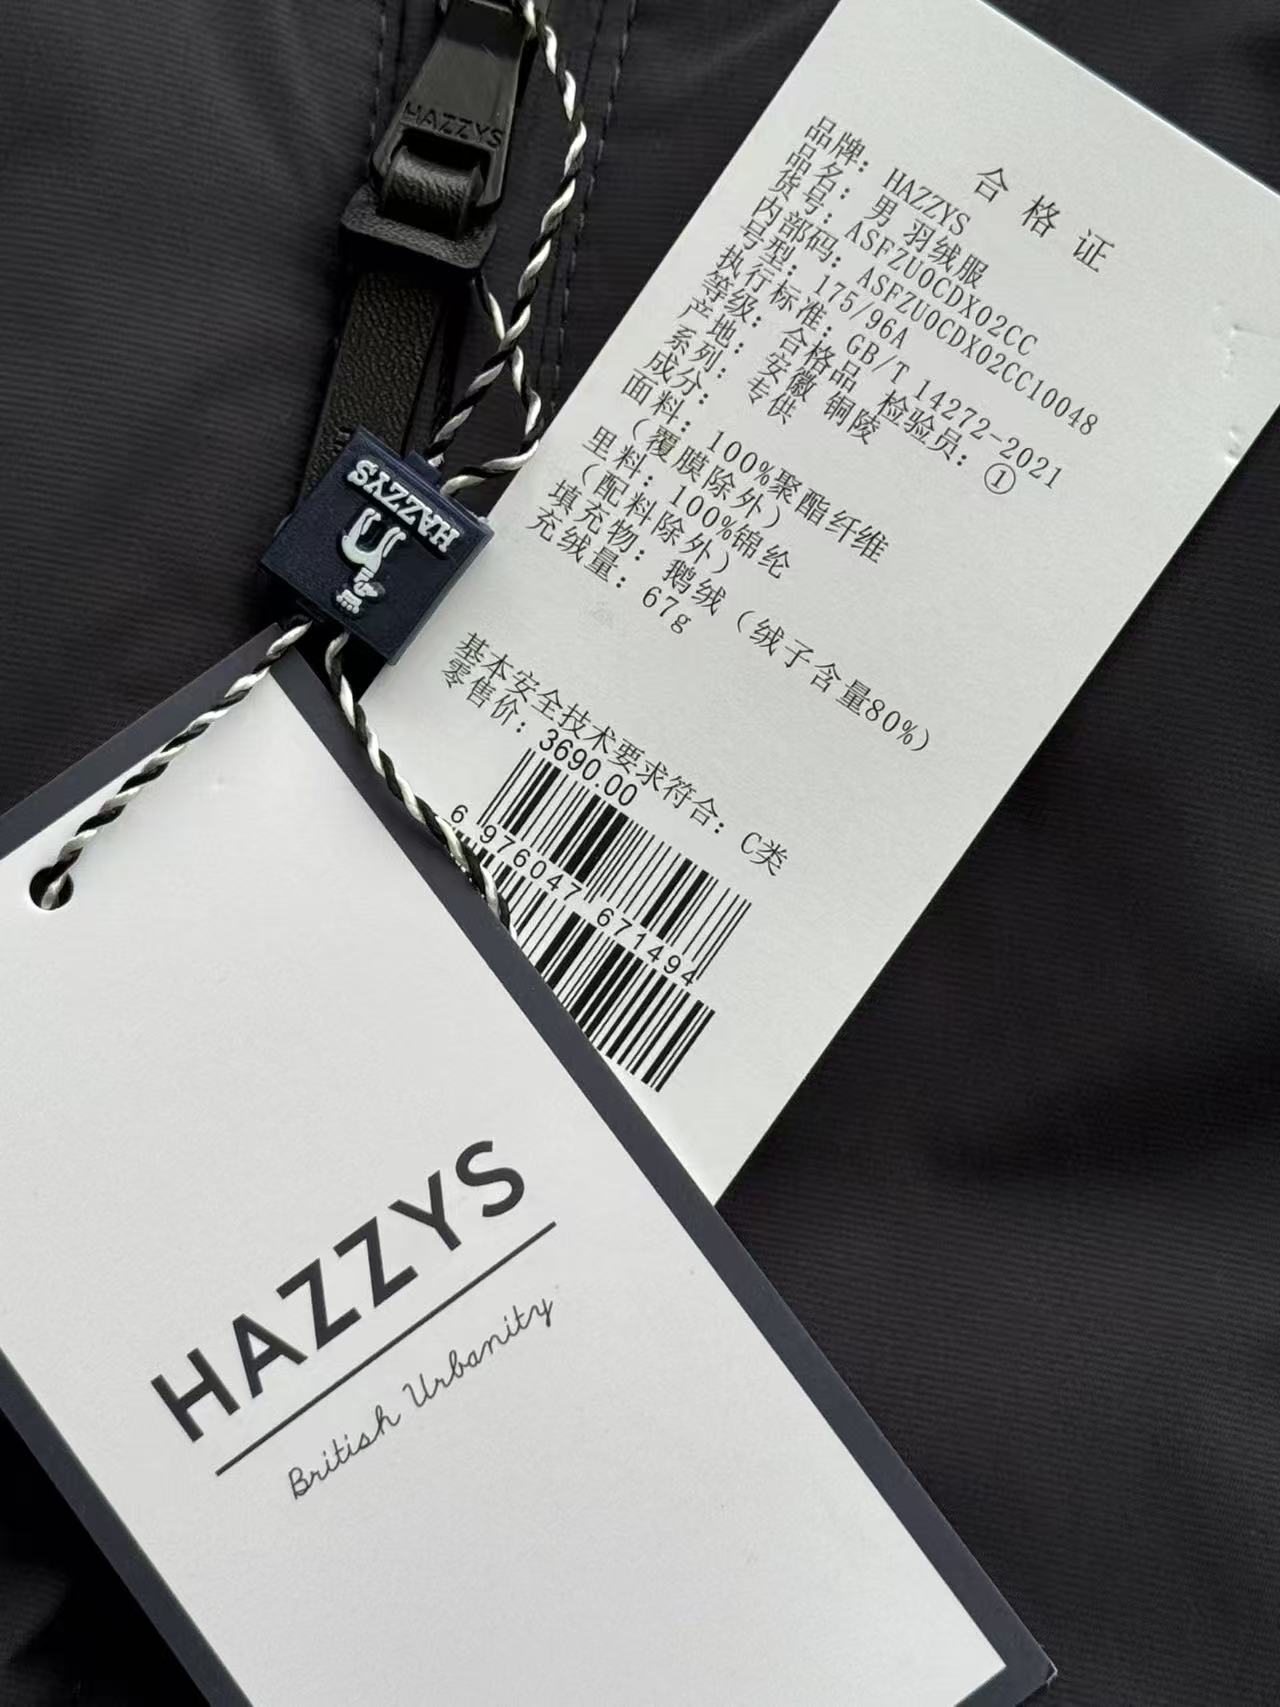 HAZZYS
合格证
品牌：HAZZYS
品名：男 羽绒服
货号：ASFZU0CDX02CC
内部码：ASFZU0CDX02CC10048
号型：175/96A
执行标准：GB/T 14272-2021
等级：合格品 检验员：①
产地：安徽 铜陵
系列：专供
成分：
面料：100%聚酯纤维
（覆膜除外）
里料：100%锦纶
（配料除外）
填充物：鹅绒（绒子含量80%）
充绒量：67g
基本安全技术要求符合：C类
零售价：3690.00
6 976047 671494
HAZZYS
HAZZYS
British Urbanity